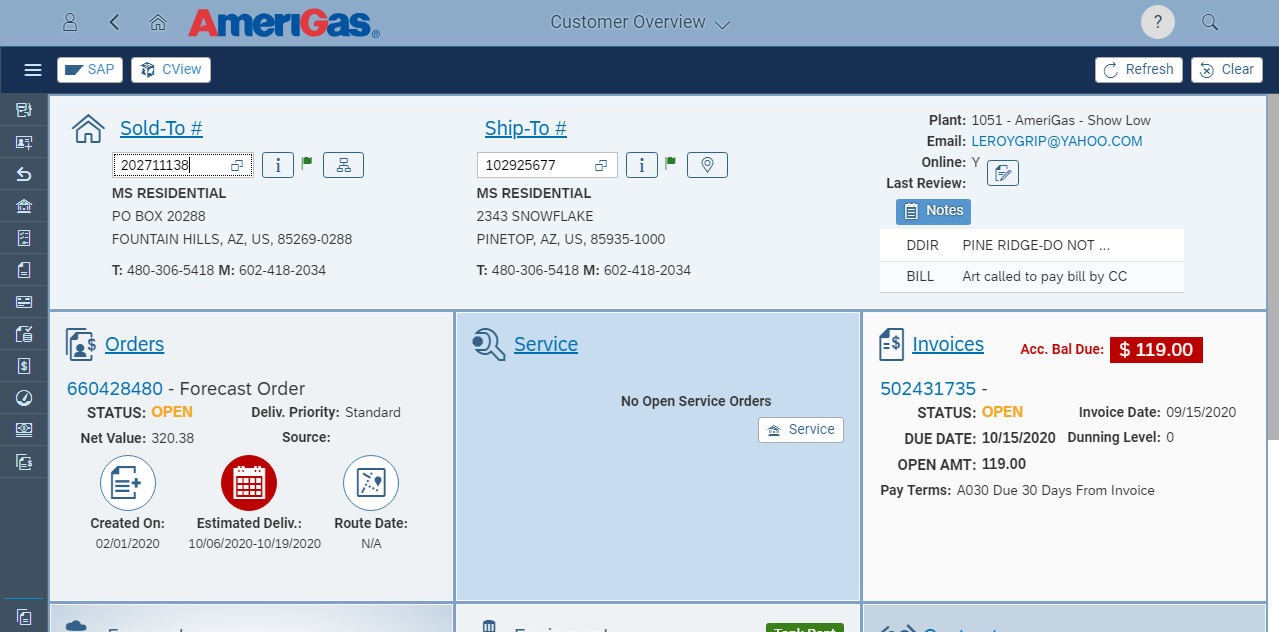 AmeriGas®
Customer Overview
?
SAP
CView
Refresh
Clear
Sold-To #
202711138
i
MS RESIDENTIAL
PO BOX 20288
FOUNTAIN HILLS, AZ, US, 85269-0288
T: 480-306-5418 M: 602-418-2034
Ship-To #
102925677
i
MS RESIDENTIAL
2343 SNOWFLAKE
PINETOP, AZ, US, 85935-1000
T: 480-306-5418 M: 602-418-2034
Plant: 1051 - AmeriGas - Show Low
Email: LEROYGRIP@YAHOO.COM
Online: Y
Last Review:
Notes
DDIR PINE RIDGE-DO NOT ...
BILL Art called to pay bill by CC
Orders
660428480 - Forecast Order
STATUS: OPEN Deliv. Priority: Standard
Net Value: 320.38 Source:
Created On: Estimated Deliv.: Route Date:
02/01/2020 10/06/2020-10/19/2020 N/A
Service
No Open Service Orders
Service
Invoices Acc. Bal Due: $ 119.00
502431735 -
STATUS: OPEN Invoice Date: 09/15/2020
DUE DATE: 10/15/2020 Dunning Level: 0
OPEN AMT: 119.00
Pay Terms: A030 Due 30 Days From Invoice